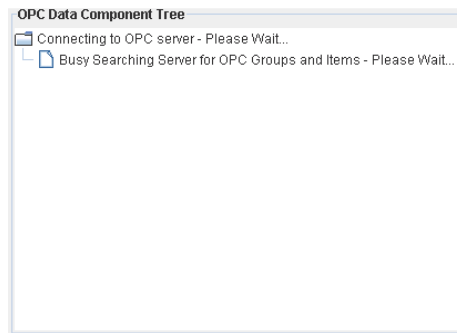 OPC Data Component Tree
Connecting to OPC server - Please Wait...
Busy Searching Server for OPC Groups and Items - Please Wait...